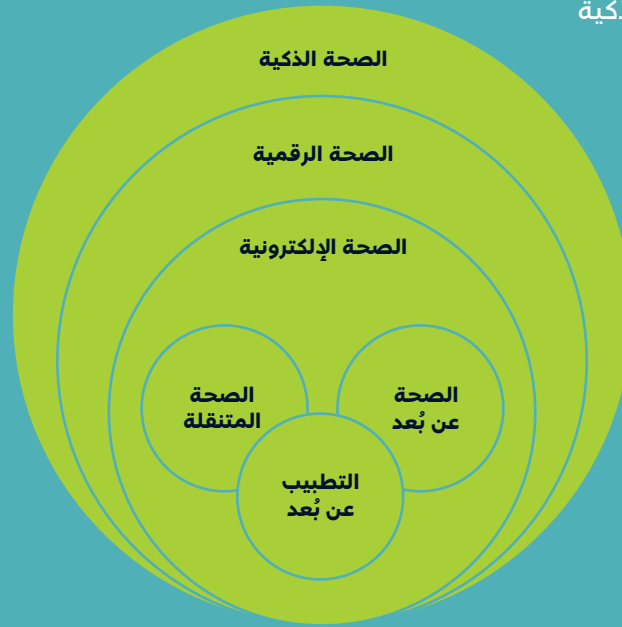 الصحة الذكية
الصحة الرقمية
الصحة الإلكترونية
الصحة
عن بُعد
الصحة
المتنقلة
التطبيب
عن بُعد